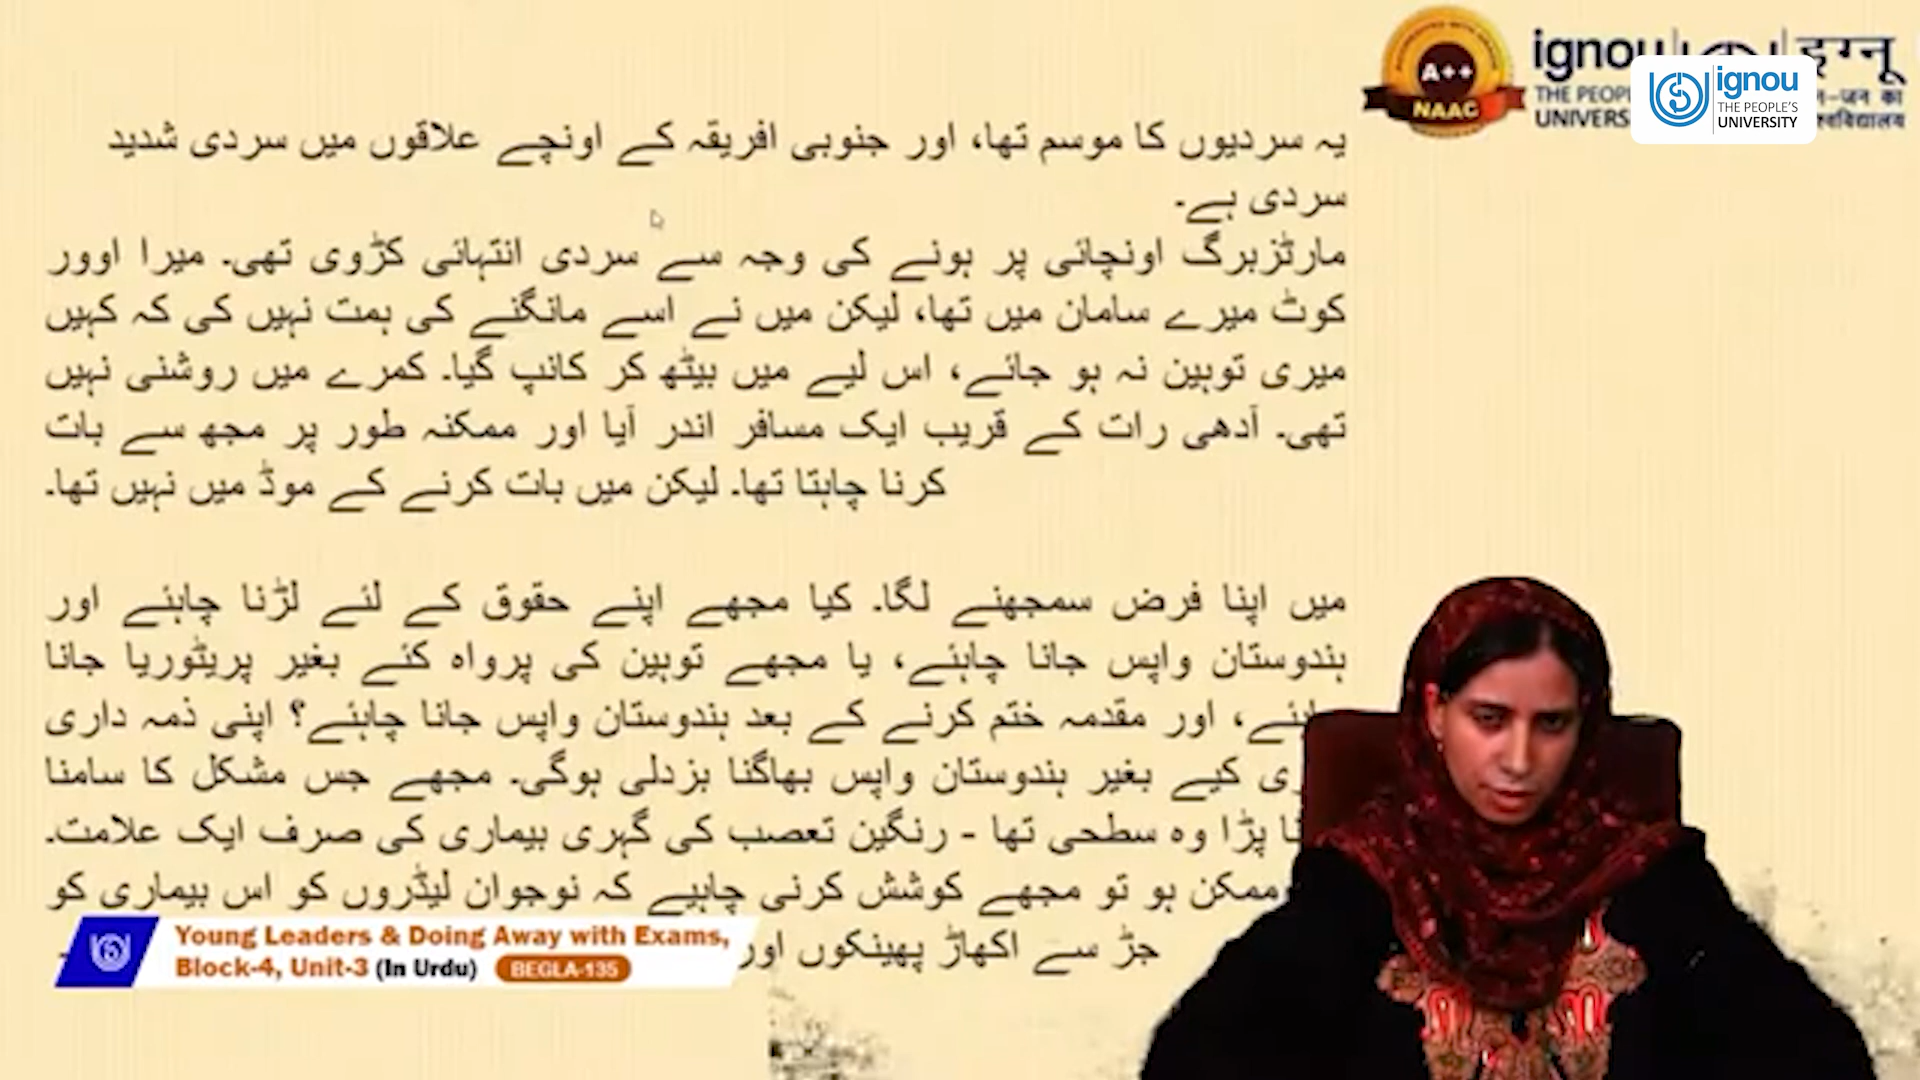 یہ سردیوں کا موسم تھا، اور جنوبی افریقہ کے اونچے علاقوں میں سردی شدید
سردی ہے۔
مارٹزبرگ اونچائی پر ہونے کی وجہ سے سردی انتہائی کڑوی تھی۔ میرا اوور
کوٹ میرے سامان میں تھا، لیکن میں نے اسے مانگنے کی ہمت نہیں کی کہ کہیں
میری توہین نہ ہو جائے، اس لیے میں بیٹھ کر کانپ گیا۔ کمرے میں روشنی نہیں
تھی۔ آدھی رات کے قریب ایک مسافر اندر آیا اور ممکنہ طور پر مجھ سے بات
کرنا چاہتا تھا۔ لیکن میں بات کرنے کے موڈ میں نہیں تھا۔
میں اپنا فرض سمجھنے لگا۔ کیا مجھے اپنے حقوق کے لئے لڑنا چاہئے اور
ہندوستان واپس جانا چاہئے، یا مجھے توہین کی پرواہ کئے بغیر پریٹوریا جانا
، اور مقدمہ ختم کرنے کے بعد ہندوستان واپس جانا چاہئے؟ اپنی ذمہ داری
کیے بغیر ہندوستان واپس بھاگنا بزدلی ہوگی۔ مجھے جس مشکل کا سامنا
پڑا وہ سطحی تھا - رنگین تعصب کی گہری بیماری کی صرف ایک علامت۔
ممکن ہو تو مجھے کوشش کرنی چاہیے کہ نوجوان لیڈروں کو اس بیماری کو
جڑ سے اکھاڑ پھینکوں اور
A++
NAAC
ignou
इग्नू
THE PEOP
UNIVERS
जन का
विद्यालय
ignou
THE PEOPLE'S
UNIVERSITY
Young Leaders & Doing Away with Exams,
Block-4, Unit-3 (In Urdu) BEGLA-135